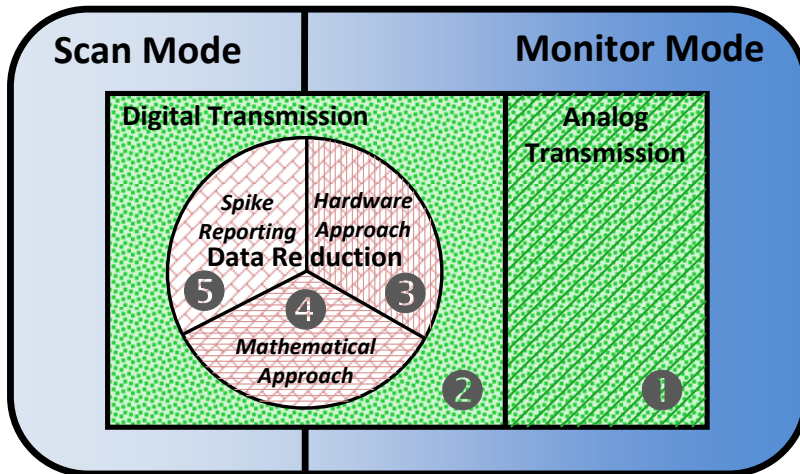 Scan Mode
Monitor Mode
Digital Transmission
Analog
Transmission
Spike
Reporting
Hardware
Approach
Data Reduction
5
3
4
Mathematical
Approach
2
1